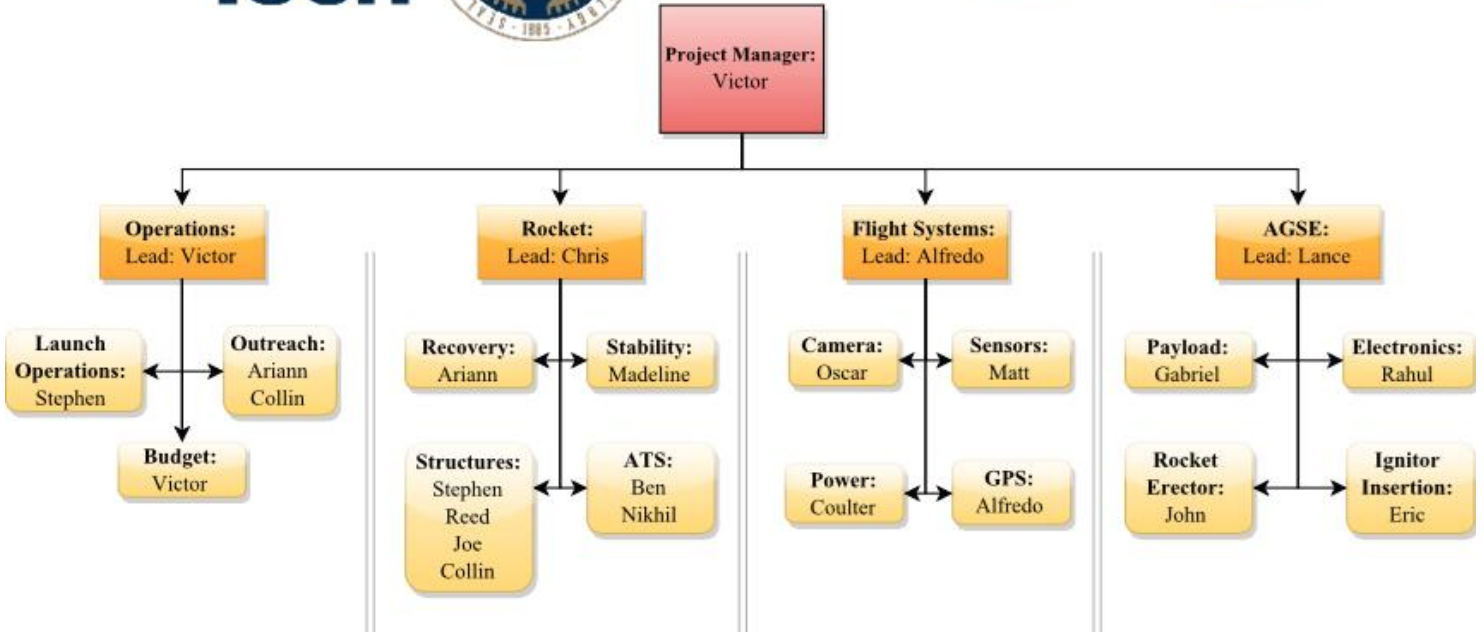 1885
Project Manager:
Victor
Operations:
Lead: Victor
Rocket:
Lead: Chris
Flight Systems:
Lead: Alfredo
AGSE:
Lead: Lance
Launch
Operations:
Stephen
Outreach:
Ariann
Collin
Budget:
Victor
Recovery:
Ariann
Stability:
Madeline
Structures:
Stephen
Reed
Joe
Collin
ATS:
Ben
Nikhil
Camera:
Oscar
Sensors:
Matt
Power:
Coulter
GPS:
Alfredo
Payload:
Gabriel
Electronics:
Rahul
Rocket
Erector:
John
Ignitor
Insertion:
Eric